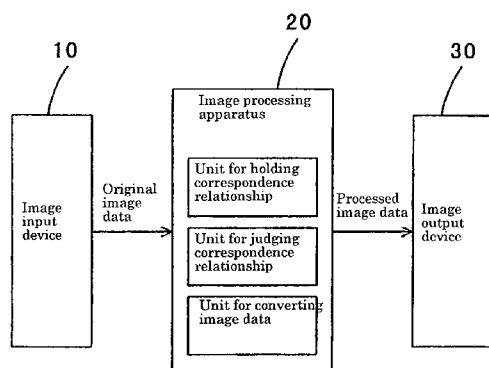 10
20
30
Image processing
apparatus
Image
input
device
Original
image
data
Unit for holding
correspondence
relationship
Unit for judging
correspondence
relationship
Unit for converting
image data
Processed
image data
Image
output
device